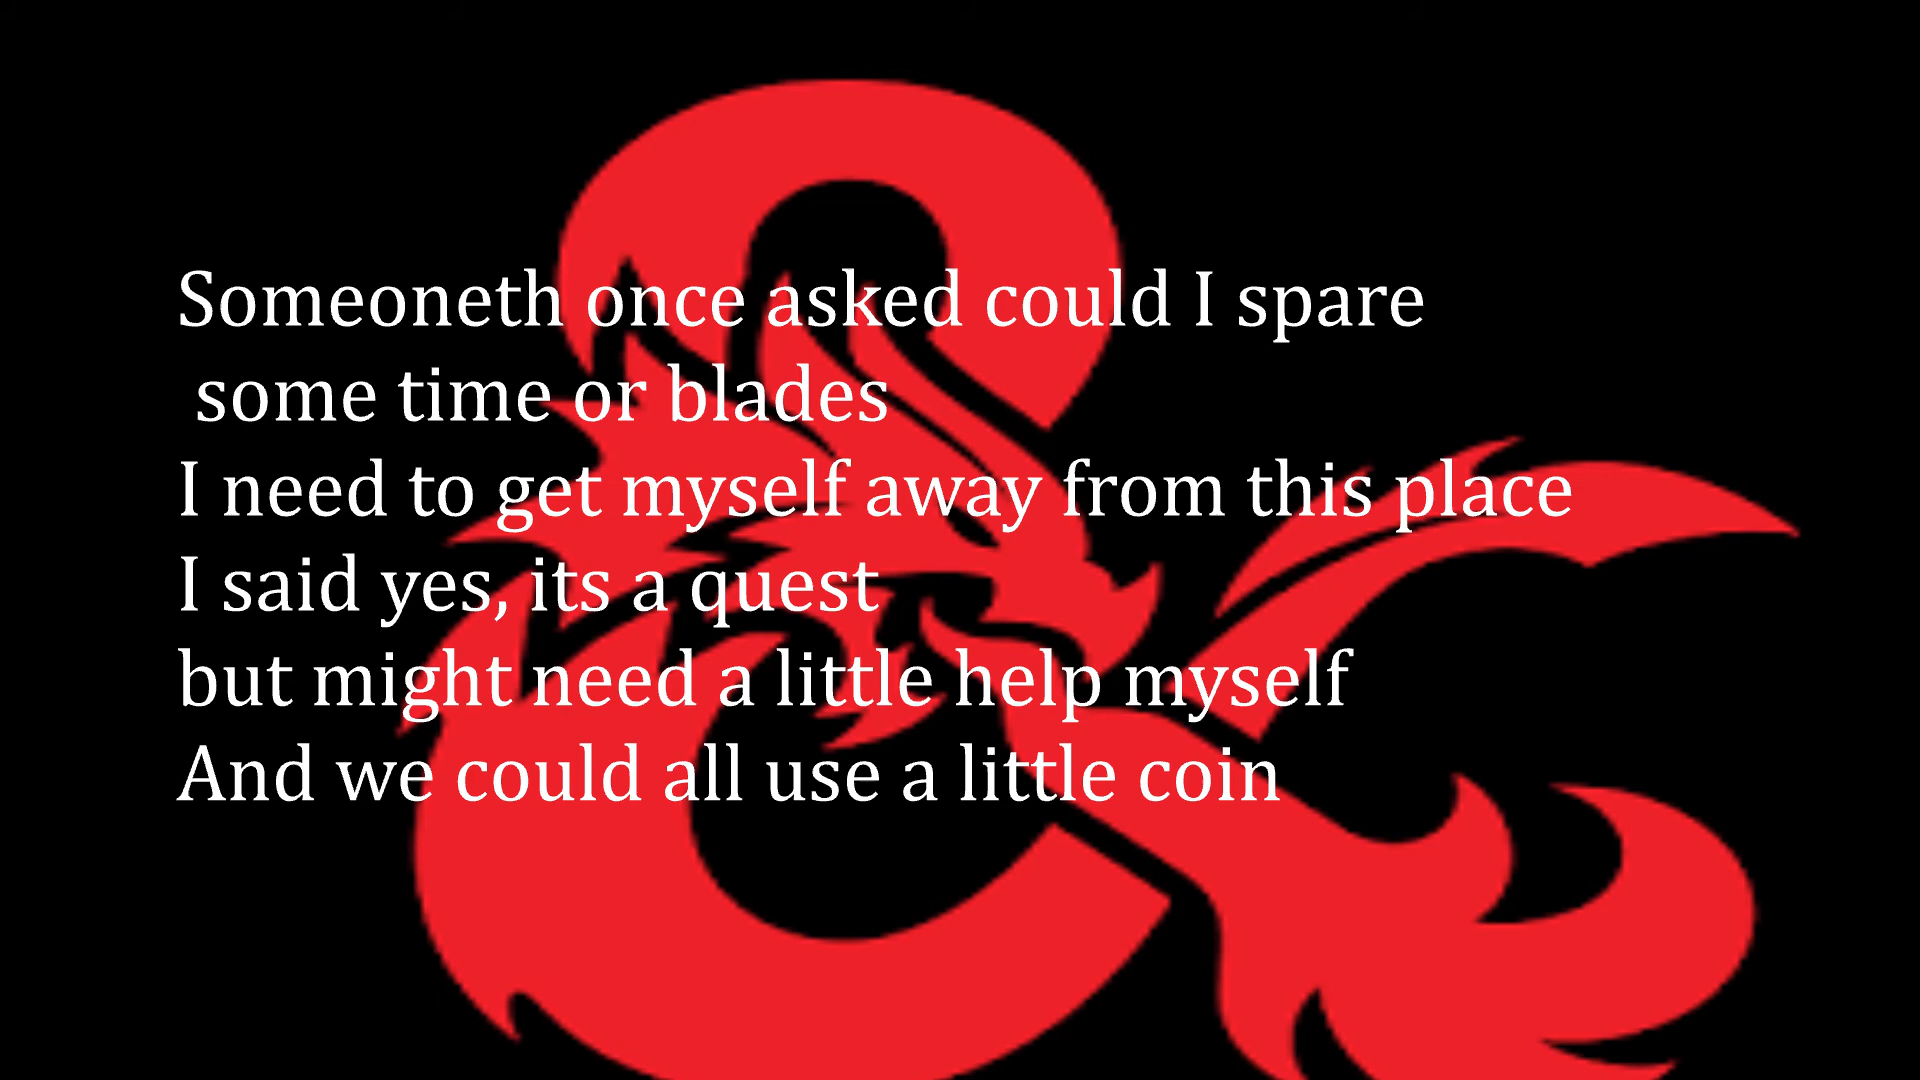 Someoneth once asked could I spare
some time or blades
I need to get myself away from this place
I said yes, its a quest
but might need a little help myself
And we could all use a little coin